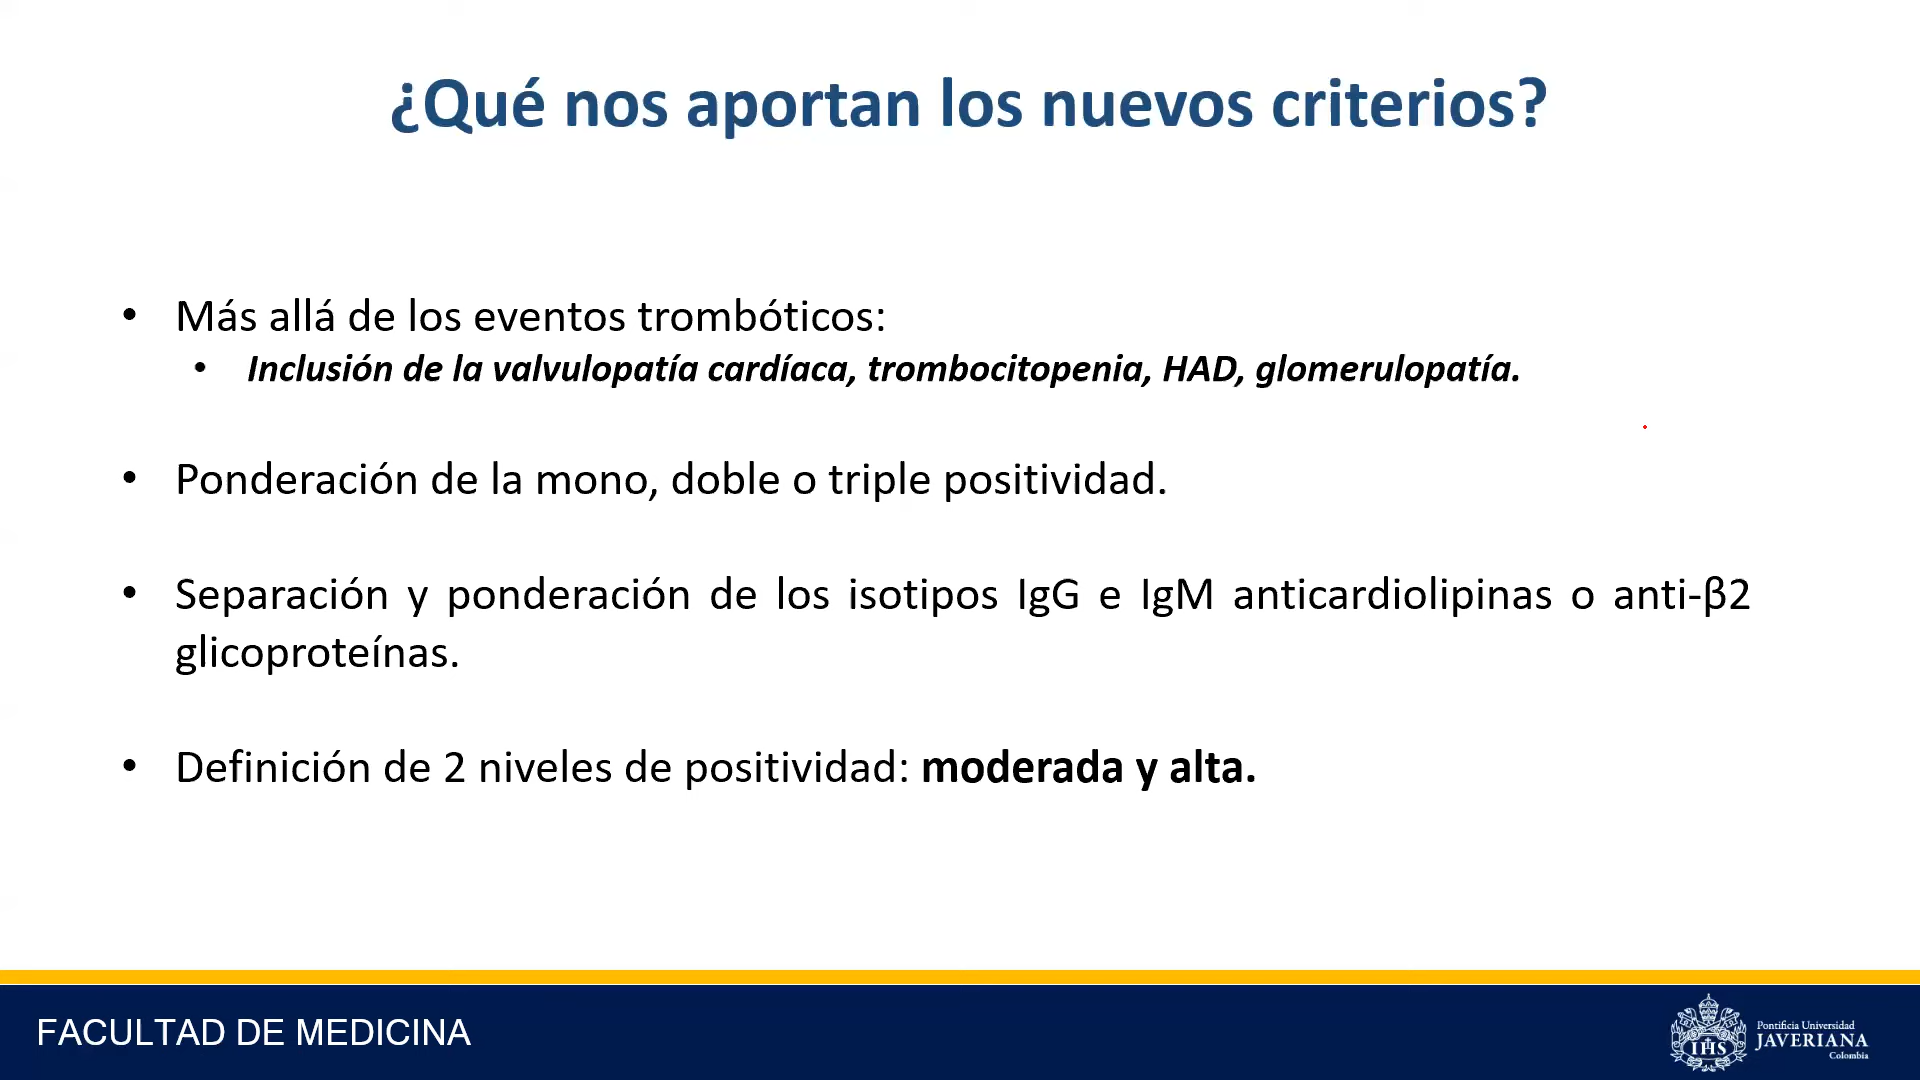 ¿Qué nos aportan los nuevos criterios?
• Más allá de los eventos trombóticos:
• Inclusión de la valvulopatía cardíaca, trombocitopenia, HAD, glomerulopatía.
• Ponderación de la mono, doble o triple positividad.
• Separación y ponderación de los isotipos IgG e IgM anticardiolipinas o anti-β2
glicoproteínas.
• Definición de 2 niveles de positividad: moderada y alta.
FACULTAD DE MEDICINA
IHS
Pontificia Universidad
JAVERIANA
Colombia